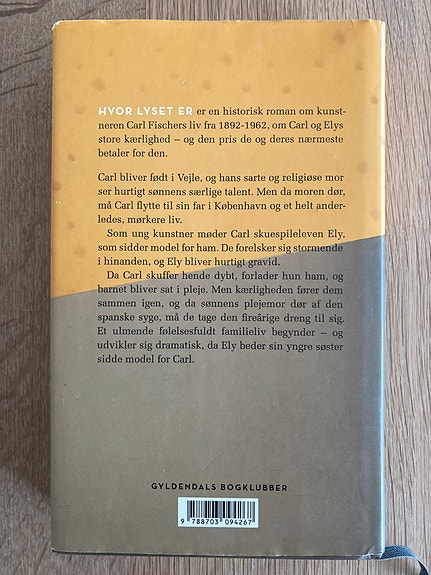 HVOR LYSET ER er en historisk roman om kunst-
neren Carl Fischers liv fra 1892-1962, om Carl og Elys
store kærlighed – og den pris de og deres nærmeste
betaler for den.
Carl bliver født i Vejle, og hans sarte og religiøse mor
ser hurtigt sønnens særlige talent. Men da moren dør,
må Carl flytte til sin far i København og et helt ander-
ledes, mørkere liv.
Som ung kunstner møder Carl skuespileleven Ely,
som sidder model for ham. De forelsker sig stormende
i hinanden, og Ely bliver hurtigt gravid.
Da Carl skuffer hende dybt, forlader hun ham, og
barnet bliver sat i pleje. Men kærligheden fører dem
sammen igen, og da sønnens plejemor dør af den
spanske syge, må de tage den fireårige dreng til sig.
Et ulmende følelsesfuldt familieliv begynder – og
udvikler sig dramatisk, da Ely beder sin yngre søster
sidde model for Carl.
GYLDENDALS BOGKLUBBER
9 788703 094267